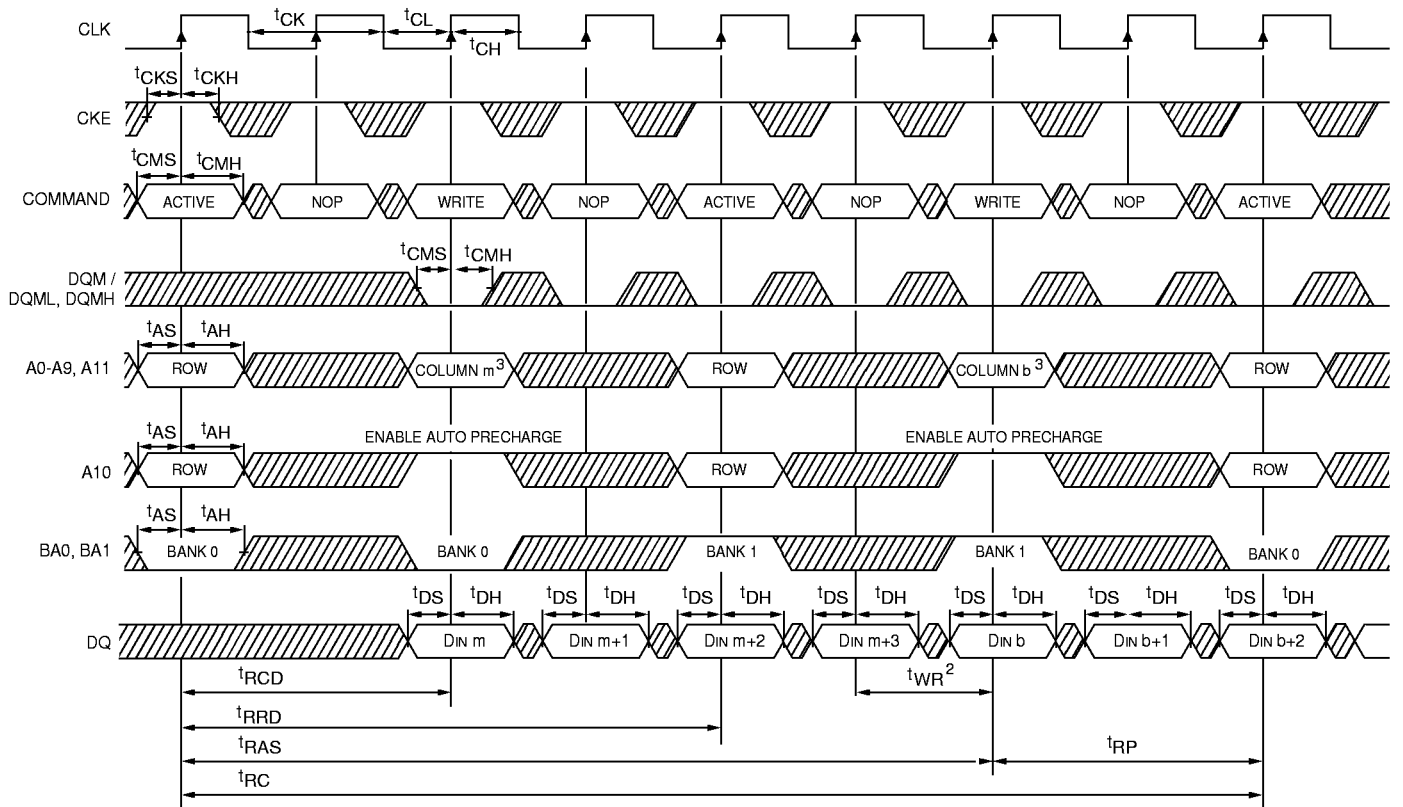 CLK
tCK tCL
tCH
tCKS tCKH
CKE
tCMS tCMH
COMMAND ACTIVE NOP WRITE NOP ACTIVE NOP WRITE NOP ACTIVE
tCMS tCMH
DQM /
DQML, DQMH
tAS tAH
A0-A9, A11 ROW COLUMN m³ ROW COLUMN b³ ROW
ENABLE AUTO PRECHARGE ENABLE AUTO PRECHARGE
tAS tAH
A10 ROW ROW ROW
tAS tAH
BA0, BA1 BANK 0 BANK 0 BANK 1 BANK 1 BANK 0
tDS tDH tDS tDH tDS tDH tDS tDH tDS tDH tDS tDH tDS tDH
DQ DIN m DIN m+1 DIN m+2 DIN m+3 DIN b DIN b+1 DIN b+2
tRCD tWR²
tRRD
tRAS tRP
tRC